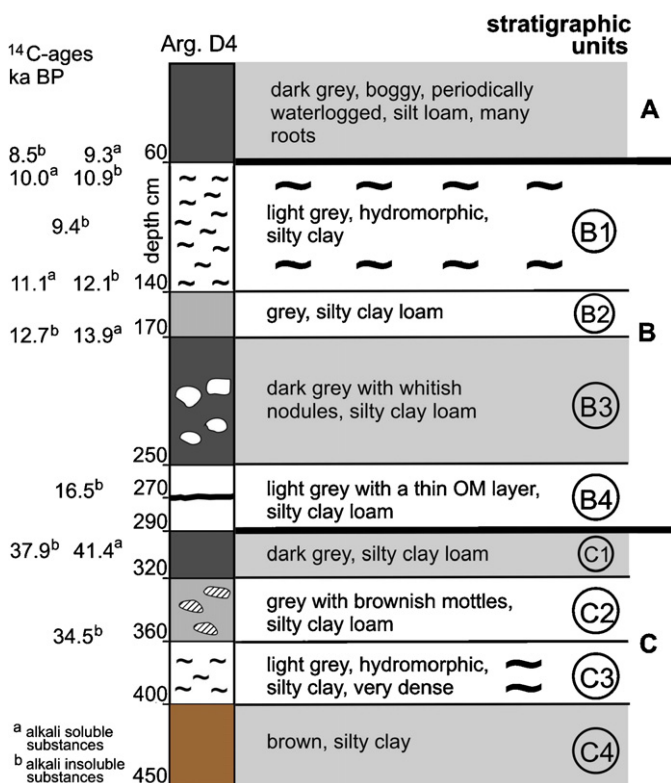 stratigraphic
units
14C-ages
ka BP
Arg. D4
depth cm
dark grey, boggy, periodically
waterlogged, silt loam, many
roots
A
8.5b 9.3a
60
10.0a 10.9b
light grey, hydromorphic,
silty clay
B1
9.4b
11.1a 12.1b
140
grey, silty clay loam
B2
12.7b 13.9a
170
B
dark grey with whitish
nodules, silty clay loam
B3
250
16.5b
270
light grey with a thin OM layer,
silty clay loam
B4
290
37.9b 41.4a
dark grey, silty clay loam
C1
320
grey with brownish mottles,
silty clay loam
C2
34.5b
360
C
light grey, hydromorphic,
silty clay, very dense
C3
400
brown, silty clay
C4
450
a alkali soluble
substances
b alkali insoluble
substances